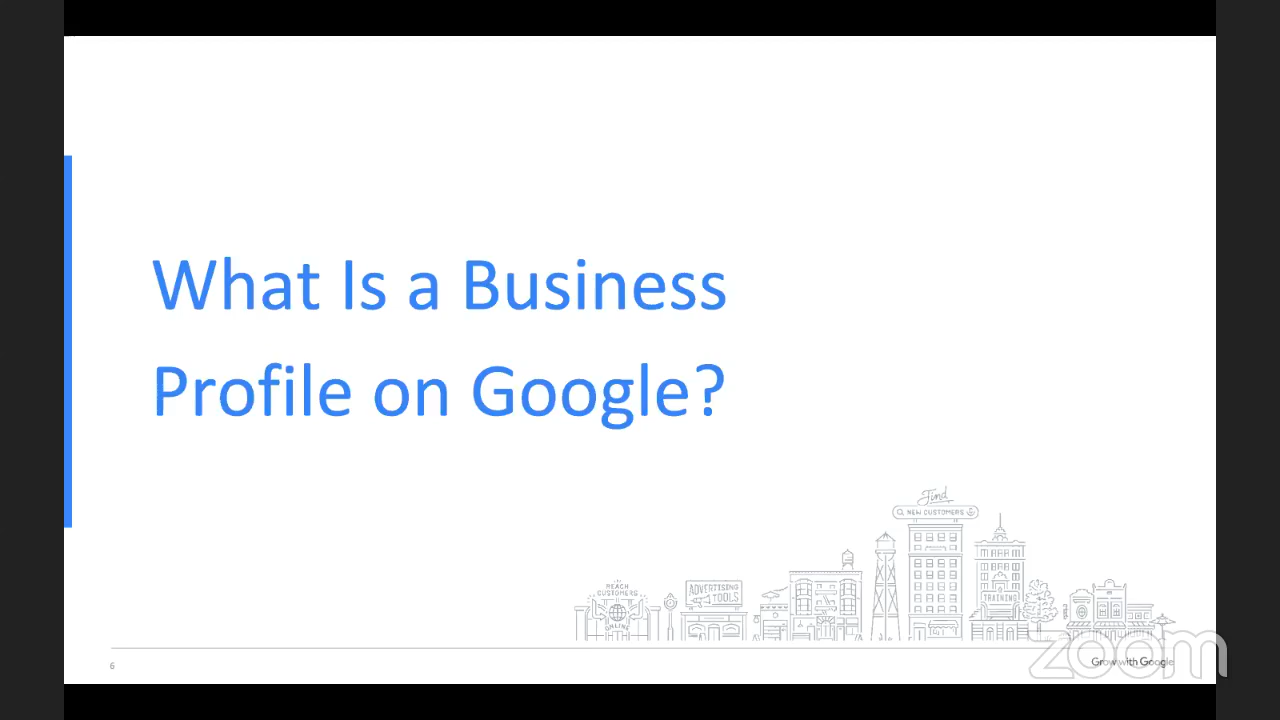 What Is a Business
Profile on Google?
Find
NEW CUSTOMERS
REACH
CUSTOMERS
ONLINE
ADVERTISING
TOOLS
TRAINING
6
Grow with Google
zoom